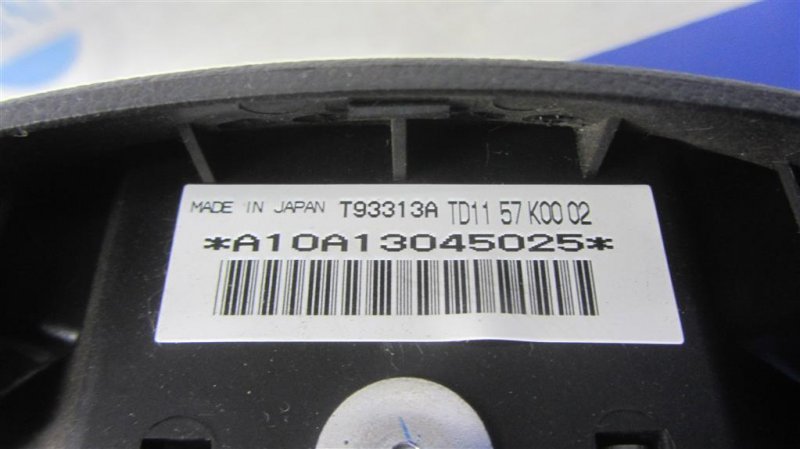 MADE IN JAPAN T93313A TD11 57 K00 02
*A10A13045025*